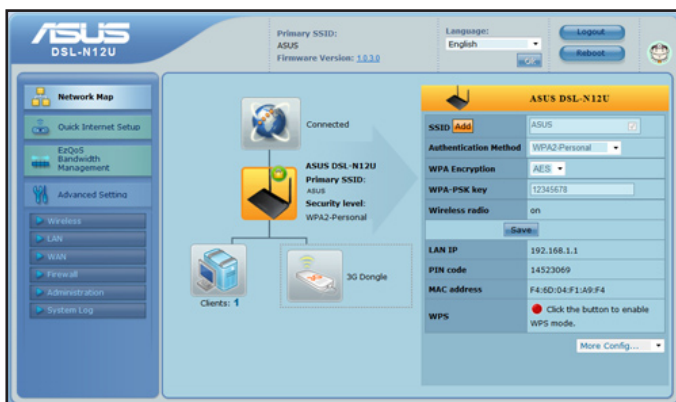 ASUS
DSL-N12U
Primary SSID:
ASUS
Firmware Version: 1.0.3.0
Language:
English
OK
Logout
Reboot
Network Map
Quick Internet Setup
EzQoS
Bandwidth
Management
Advanced Setting
Wireless
LAN
WAN
Firewall
Administration
System Log
Connected
ASUS DSL-N12U
Primary SSID:
ASUS
Security level:
WPA2-Personal
Clients: 1
3G Dongle
ASUS DSL-N12U
SSID Add ASUS
Authentication Method WPA2-Personal
WPA Encryption AES
WPA-PSK key 12345678
Wireless radio on
Save
LAN IP 192.168.1.1
PIN code 14523069
MAC address F4:6D:04:F1:A9:F4
WPS Click the button to enable
WPS mode.
More Config...